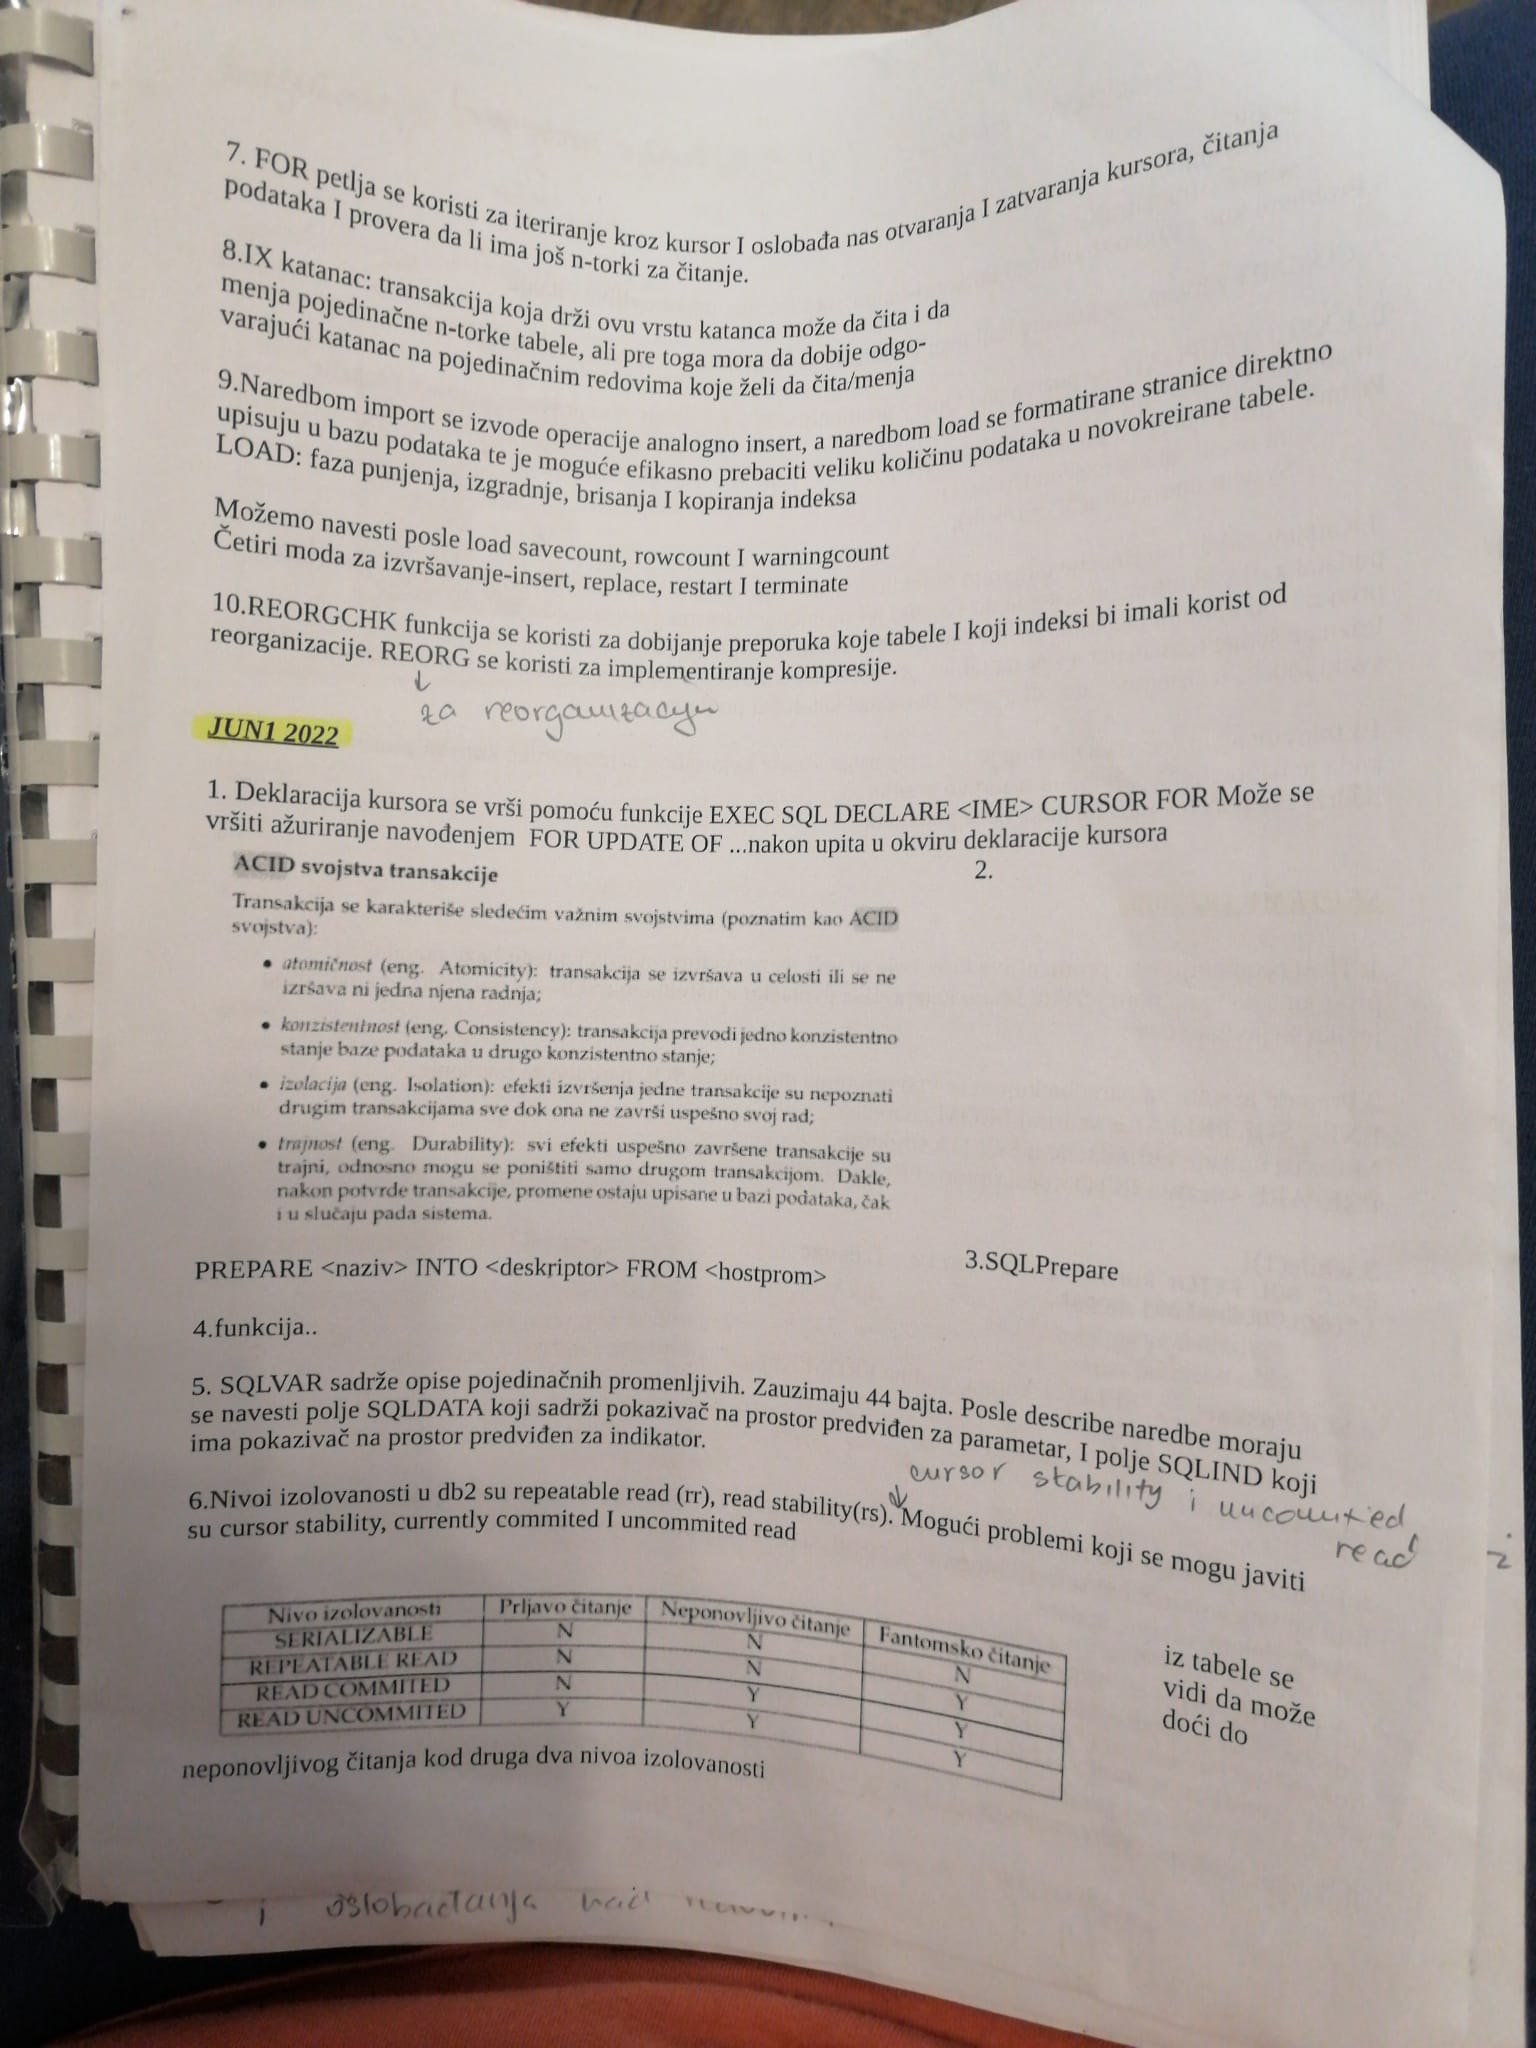 7. FOR petlja se koristi za iteriranje kroz kursor I oslobađa nas otvaranja I zatvaranja kursora, čitanja
podataka I provera da li ima još n-torki za čitanje.
8.IX katanac: transakcija koja drži ovu vrstu katanca može da čita i da
menja pojedinačne n-torke tabele, ali pre toga mora da dobije odgo-
varajući katanac na pojedinačnim redovima koje želi da čita/menja
9.Naredbom import se izvode operacije analogno insert, a naredbom load se formatirane stranice direktno
upisuju u bazu podataka te je moguće efikasno prebaciti veliku količinu podataka u novokreirane tabele.
LOAD: faza punjenja, izgradnje, brisanja I kopiranja indeksa
Možemo navesti posle load savecount, rowcount I warningcount
Četiri moda za izvršavanje-insert, replace, restart I terminate
10.REORGCHK funkcija se koristi za dobijanje preporuka koje tabele I koji indeksi bi imali korist od
reorganizacije. REORG se koristi za implementiranje kompresije.
↓
za reorganizaciju
JUN1 2022
1. Deklaracija kursora se vrši pomoću funkcije EXEC SQL DECLARE <IME> CURSOR FOR Može se
vršiti ažuriranje navođenjem FOR UPDATE OF ...nakon upita u okviru deklaracije kursora
2.
ACID svojstva transakcije
Transakcija se karakteriše sledećim važnim svojstvima (poznatim kao ACID
svojstva):
• atomičnost (eng. Atomicity): transakcija se izvršava u celosti ili se ne
izršava ni jedna njena radnja;
• konzistentnost (eng. Consistency): transakcija prevodi jedno konzistentno
stanje baze podataka u drugo konzistentno stanje;
• izolacija (eng. Isolation): efekti izvršenja jedne transakcije su nepoznati
drugim transakcijama sve dok ona ne završi uspešno svoj rad;
• trajnost (eng. Durability): svi efekti uspešno završene transakcije su
trajni, odnosno mogu se poništiti samo drugom transakcijom. Dakle,
nakon potvrde transakcije, promene ostaju upisane u bazi podataka, čak
i u slučaju pada sistema.
3.SQLPrepare
PREPARE <naziv> INTO <deskriptor> FROM <hostprom>
4.funkcija..
5. SQLVAR sadrže opise pojedinačnih promenljivih. Zauzimaju 44 bajta. Posle describe naredbe moraju
se navesti polje SQLDATA koji sadrži pokazivač na prostor predviđen za parametar, I polje SQLIND koji
ima pokazivač na prostor predviđen za indikator.
cursor stability i uncomitted
read
6.Nivoi izolovanosti u db2 su repeatable read (rr), read stability(rs). Mogući problemi koji se mogu javiti
su cursor stability, currently commited I uncommited read
Nivo izolovanosti Prljavo čitanje Neponovljivo čitanje Fantomsko čitanje
SERIALIZABLE N N N
REPEATABLE READ N N Y
READ COMMITED N Y Y
READ UNCOMMITED Y Y Y
iz tabele se
vidi da može
doći do
neponovljivog čitanja kod druga dva nivoa izolovanosti
i oslobađanja nad